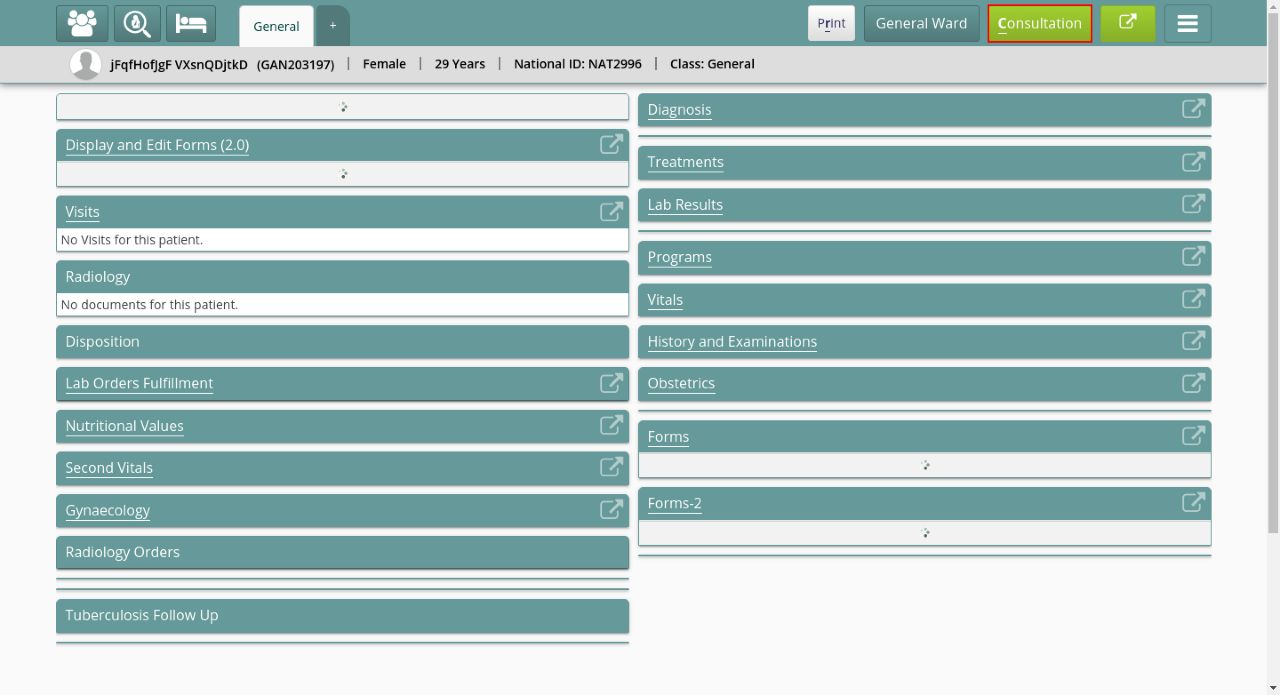 General
+
Print
General Ward
Consultation
jFqfHofJgF VXsnQDjtkD (GAN203197) | Female | 29 Years | National ID: NAT2996 | Class: General
Display and Edit Forms (2.0)
Visits
No Visits for this patient.
Radiology
No documents for this patient.
Disposition
Lab Orders Fulfillment
Nutritional Values
Second Vitals
Gynaecology
Radiology Orders
Tuberculosis Follow Up
Diagnosis
Treatments
Lab Results
Programs
Vitals
History and Examinations
Obstetrics
Forms
Forms-2